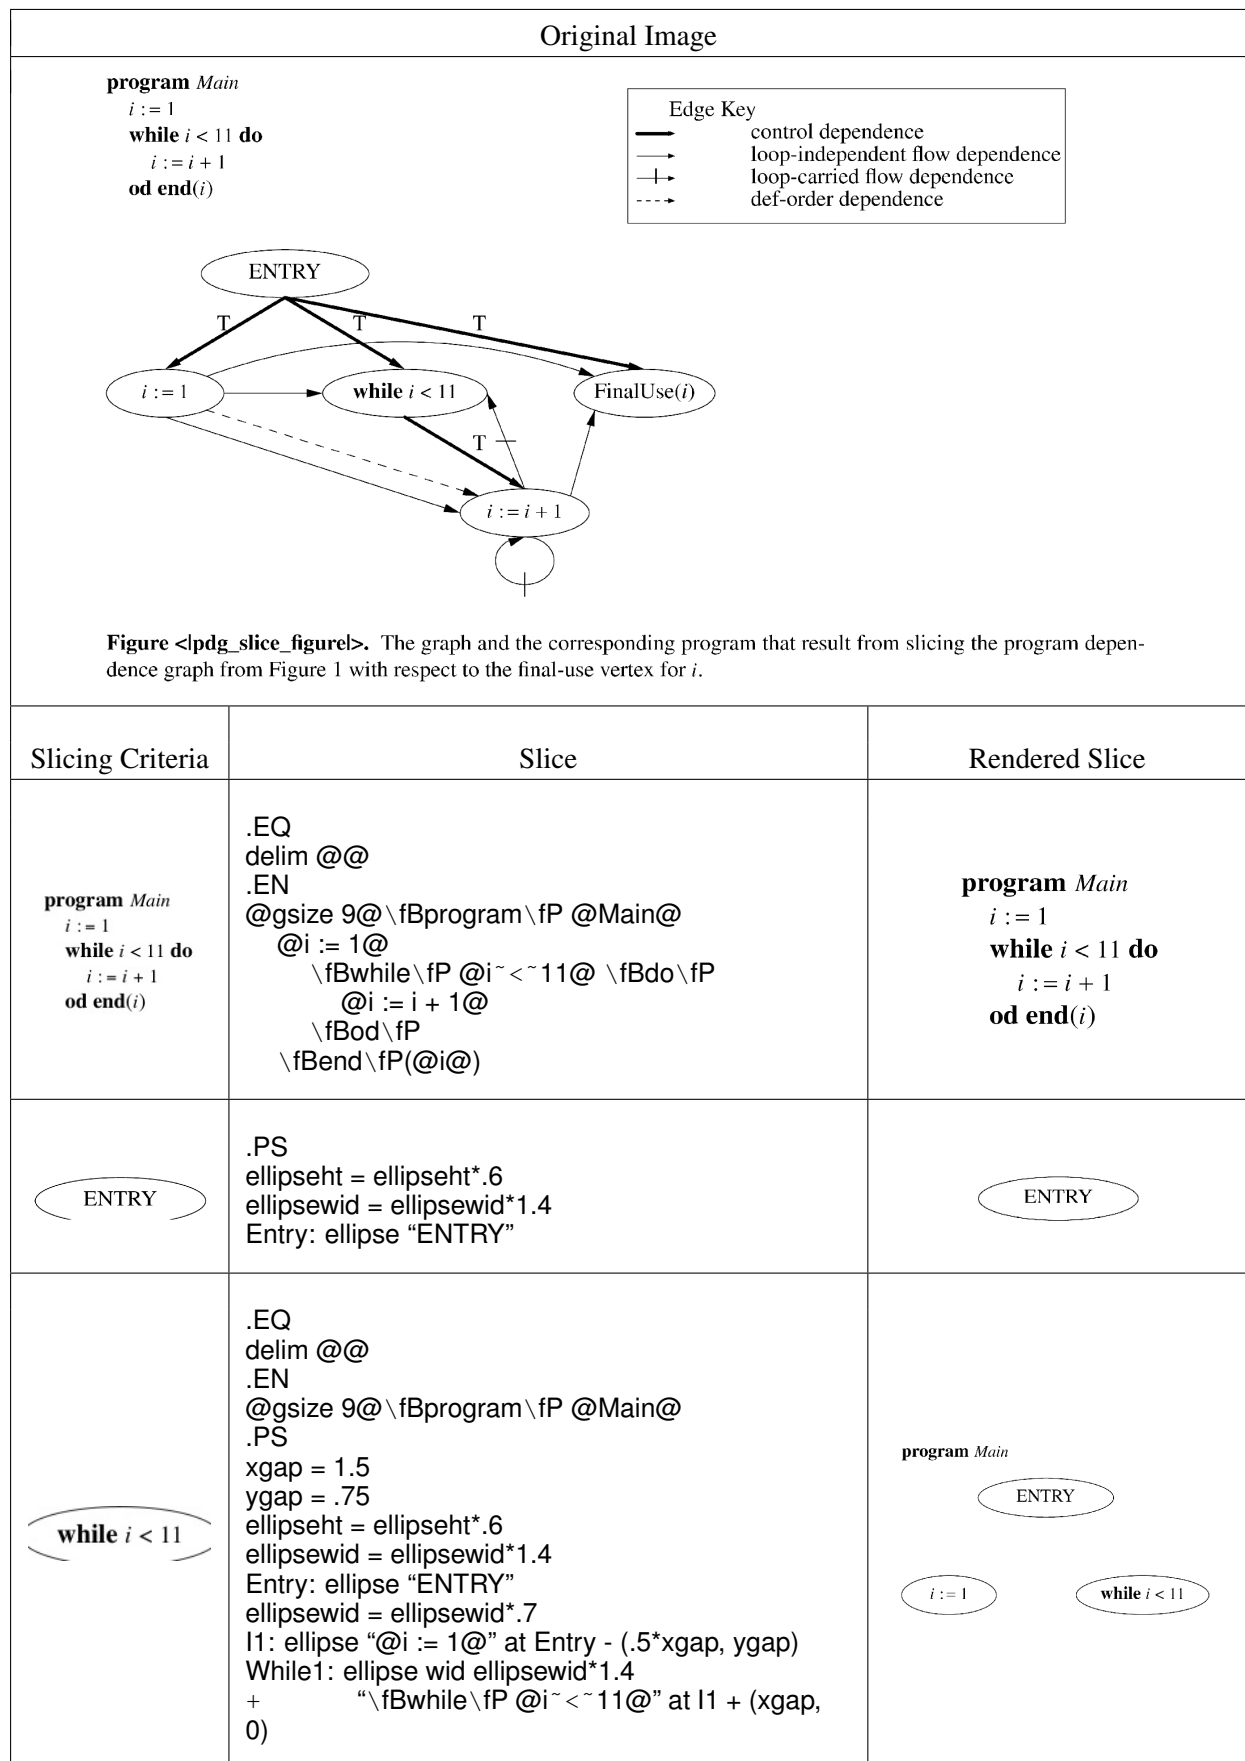 Original Image
program Main
i := 1
while i < 11 do
i := i + 1
od end(i)
Edge Key
control dependence
loop-independent flow dependence
loop-carried flow dependence
def-order dependence
ENTRY
T
T
T
i := 1
while i < 11
FinalUse(i)
T
i := i + 1
Figure <|pdg_slice_figure|>. The graph and the corresponding program that result from slicing the program depen-
dence graph from Figure 1 with respect to the final-use vertex for i.
Slicing Criteria
Slice
Rendered Slice
program Main
i := 1
while i < 11 do
i := i + 1
od end(i)
.EQ
delim @@
.EN
@gsize 9@\fBprogram\fP @Main@
@i := 1@
\fBwhile\fP @i~<~11@ \fBdo\fP
@i := i + 1@
\fBod\fP
\fBend\fP(@i@)
program Main
i := 1
while i < 11 do
i := i + 1
od end(i)
ENTRY
.PS
ellipseht = ellipseht*.6
ellipsewid = ellipsewid*1.4
Entry: ellipse “ENTRY”
ENTRY
while i < 11
.EQ
delim @@
.EN
@gsize 9@\fBprogram\fP @Main@
.PS
xgap = 1.5
ygap = .75
ellipseht = ellipseht*.6
ellipsewid = ellipsewid*1.4
Entry: ellipse “ENTRY”
ellipsewid = ellipsewid*.7
I1: ellipse “@i := 1@” at Entry - (.5*xgap, ygap)
While1: ellipse wid ellipsewid*1.4
+ “\fBwhile\fP @i~<~11@” at I1 + (xgap,
0)
program Main
ENTRY
i := 1
while i < 11